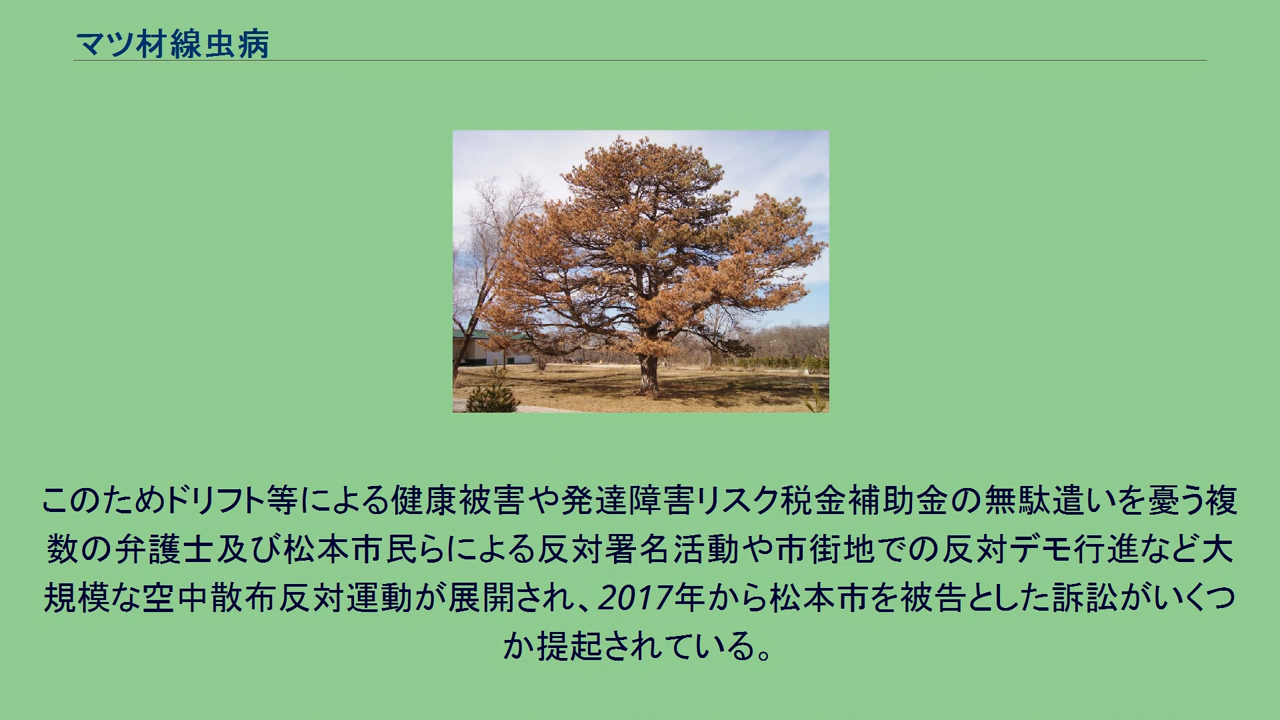 マツ材線虫病
このためドリフト等による健康被害や発達障害リスク税金補助金の無駄遣いを憂う複
数の弁護士及び松本市民らによる反対署名活動や市街地での反対デモ行進など大
規模な空中散布反対運動が展開され、2017年から松本市を被告とした訴訟がいくつ
か提起されている。